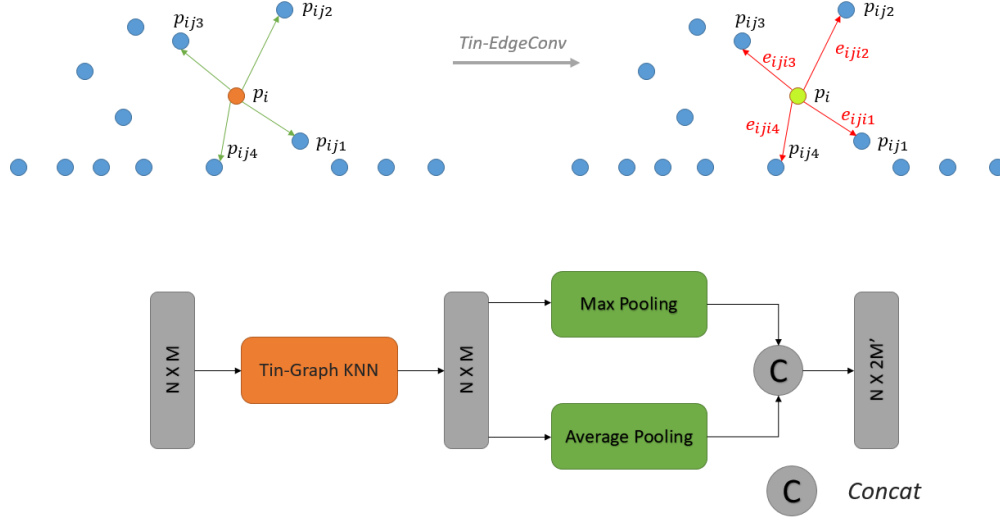 p_ij2
p_ij3
p_i
p_ij1
p_ij4
Tin-EdgeConv
p_ij2
p_ij3
e_iji3
e_iji2
p_i
e_iji1
e_iji4
p_ij4
p_ij1
N X M
Tin-Graph KNN
N X M
Max Pooling
Average Pooling
C
N X 2M’
C
Concat